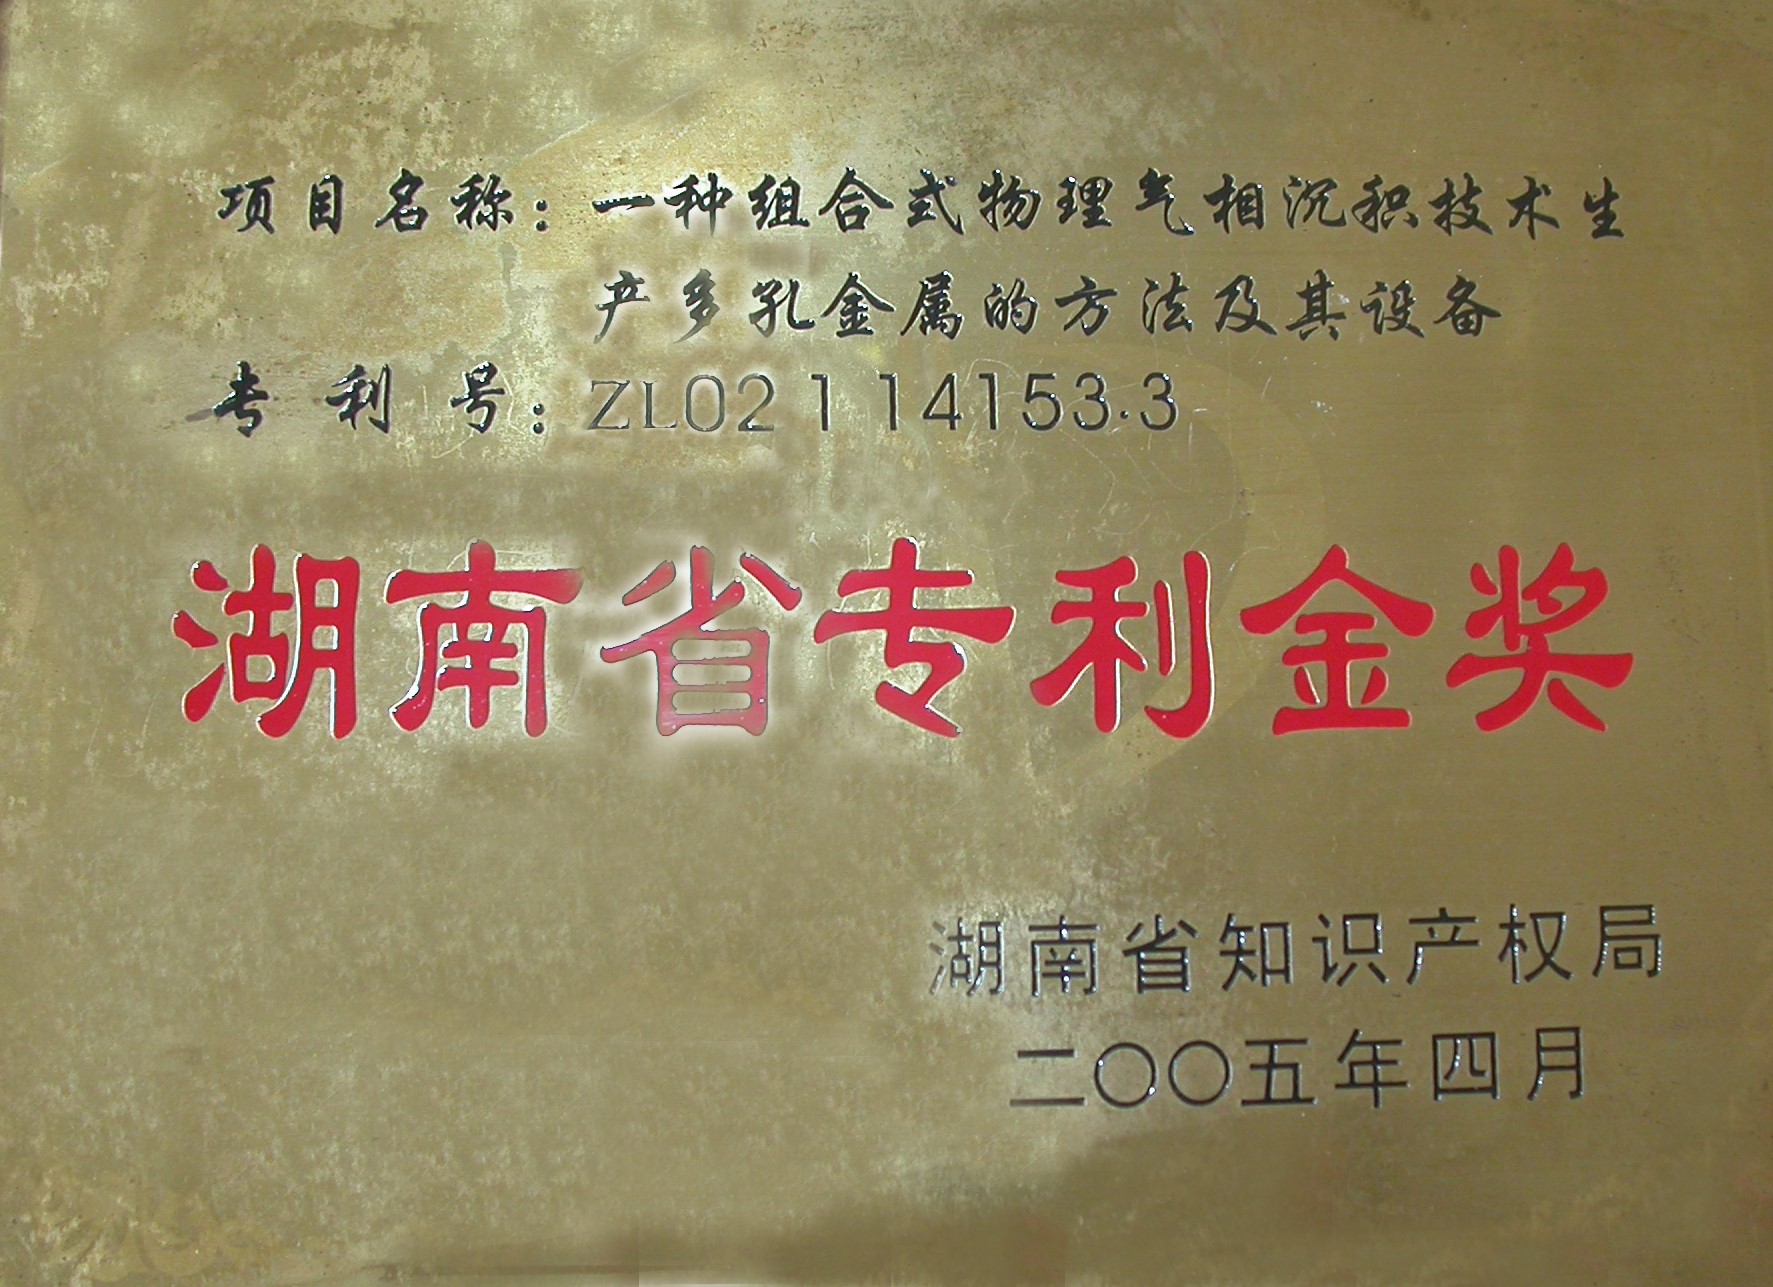 项目名称：一种组合式物理气相沉积技术生
产多孔金属的方法及其设备
专利号：ZL02 1 14153.3
湖南省专利金奖
湖南省知识产权局
二〇〇五年四月